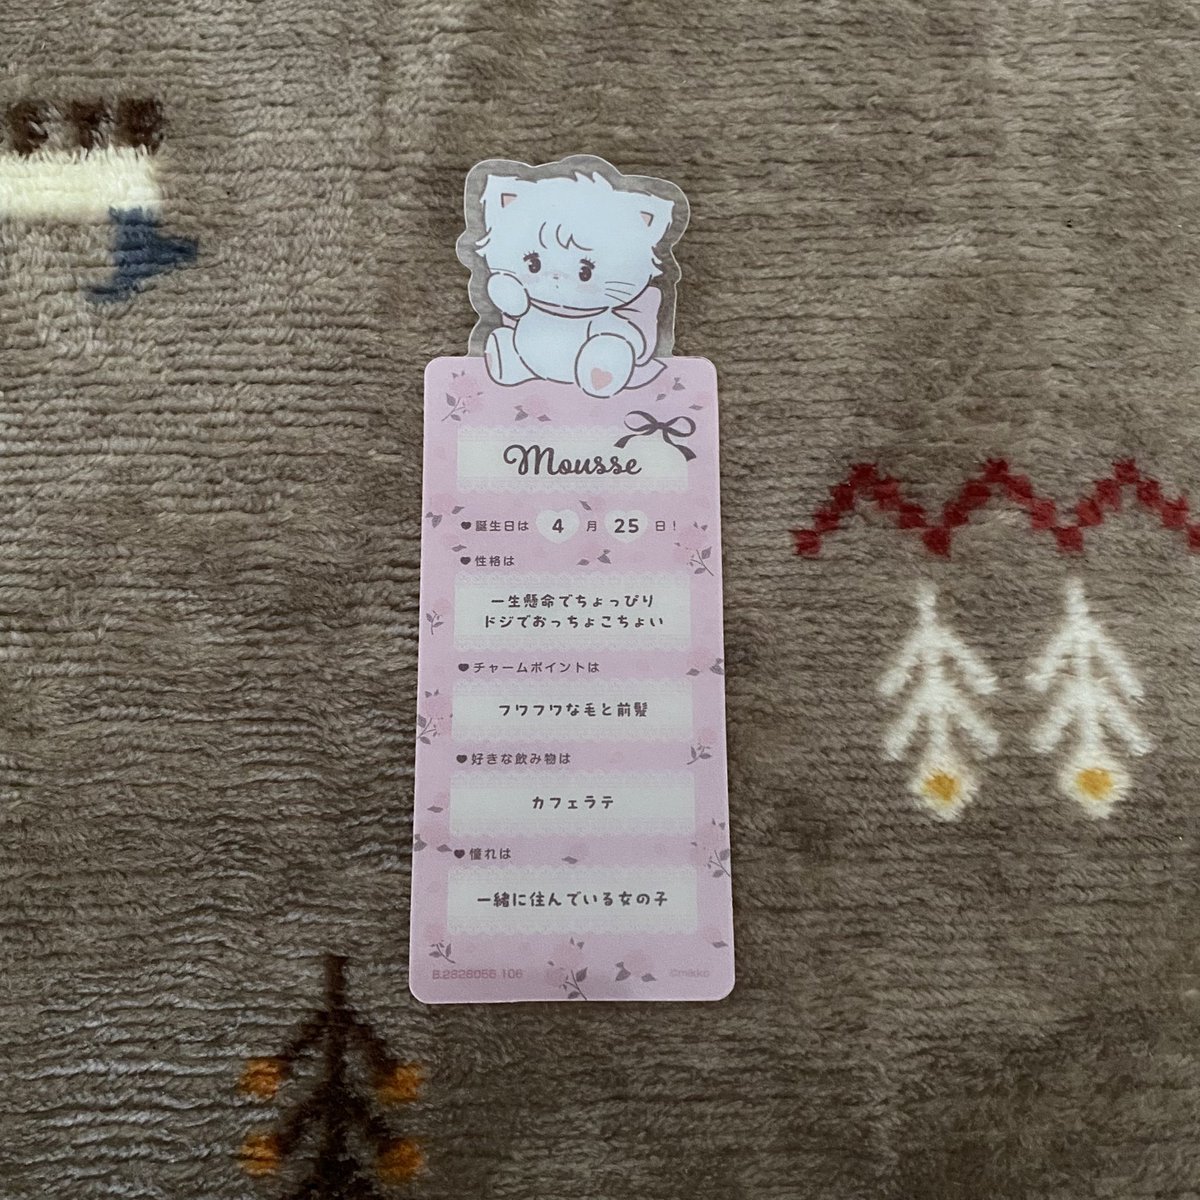 Mousse
誕生日は 4 月 25 日!
性格は
一生懸命でちょっぴり
ドジでおっちょこちょい
チャームポイントは
フワフワな毛と前髪
好きな飲み物は
カフェラテ
憧れは
一緒に住んでいる女の子
©mikko